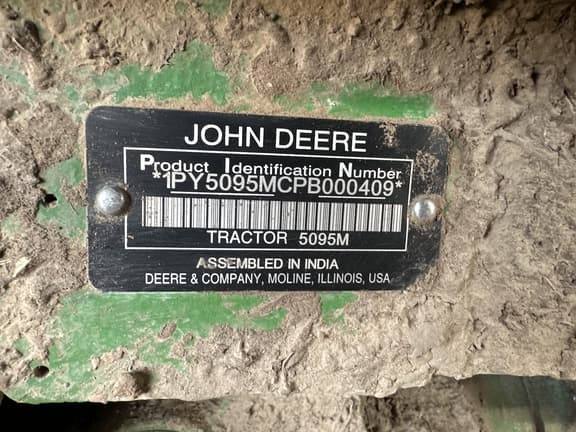 JOHN DEERE
Product Identification Number
*1PY5095MCPB000409*
TRACTOR 5095M
ASSEMBLED IN INDIA
DEERE & COMPANY, MOLINE, ILLINOIS, USA